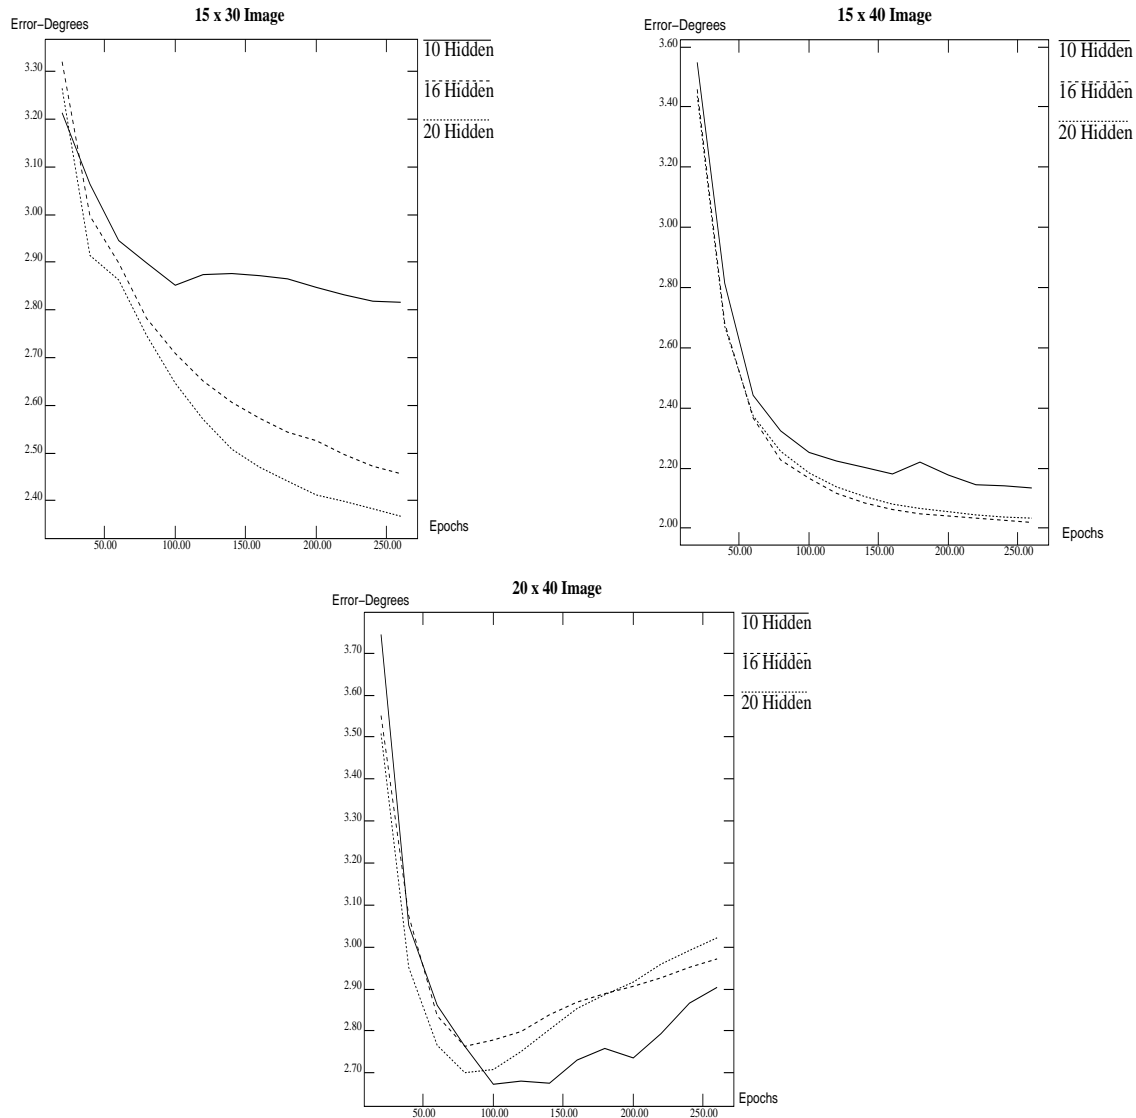 15 x 30 Image
Error-Degrees
3.30
3.20
3.10
3.00
2.90
2.80
2.70
2.60
2.50
2.40
50.00 100.00 150.00 200.00 250.00
Epochs
10 Hidden
16 Hidden
20 Hidden
15 x 40 Image
Error-Degrees
3.60
3.40
3.20
3.00
2.80
2.60
2.40
2.20
2.00
50.00 100.00 150.00 200.00 250.00
Epochs
10 Hidden
16 Hidden
20 Hidden
20 x 40 Image
Error-Degrees
3.70
3.60
3.50
3.40
3.30
3.20
3.10
3.00
2.90
2.80
2.70
50.00 100.00 150.00 200.00 250.00
Epochs
10 Hidden
16 Hidden
20 Hidden